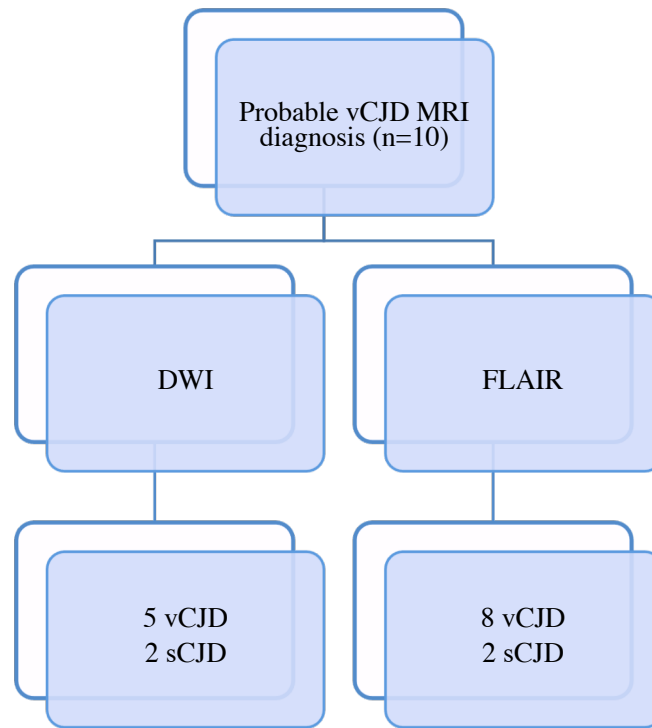 Probable vCJD MRI
diagnosis (n=10)
DWI
FLAIR
5 vCJD
2 sCJD
8 vCJD
2 sCJD